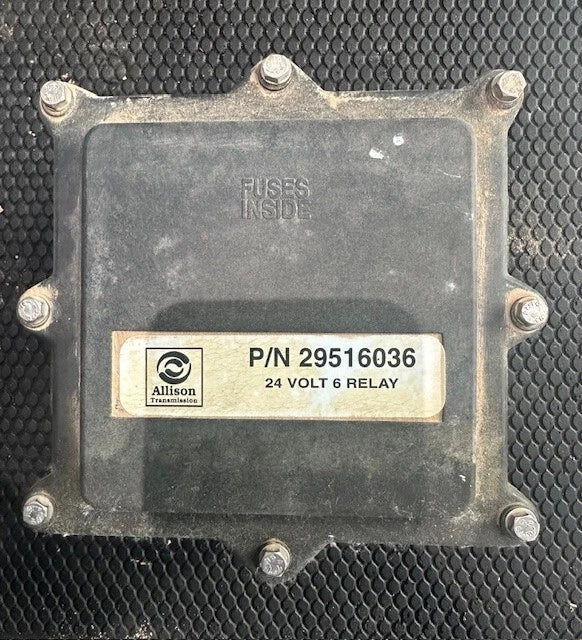 FUSES
INSIDE
P/N 29516036
24 VOLT 6 RELAY
Allison
Transmission